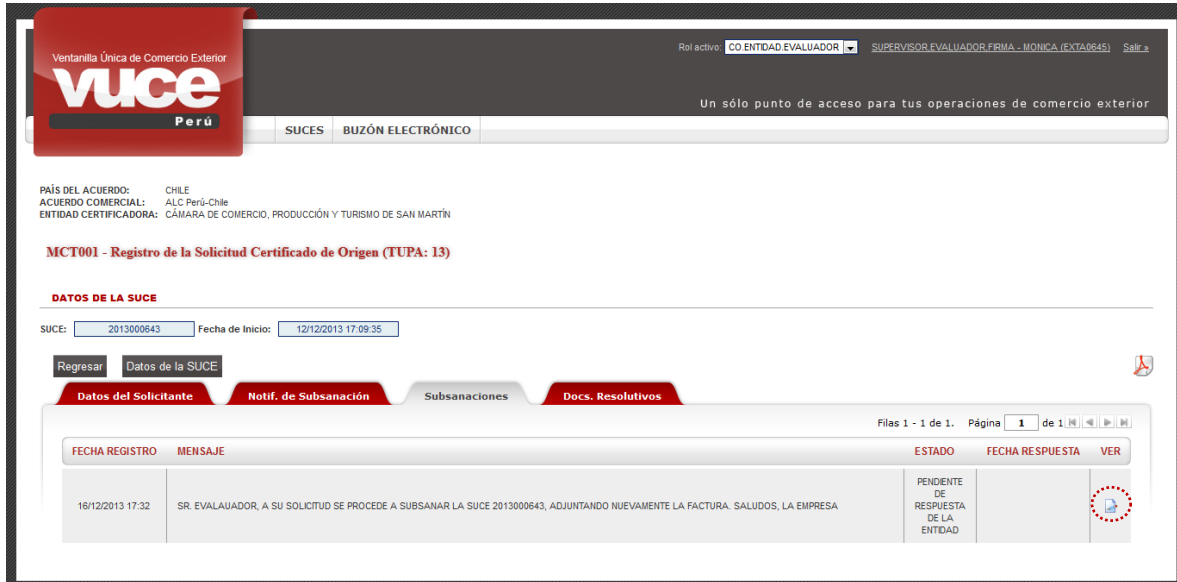 Ventanilla Única de Comercio Exterior
vuce
Perú
Rol activo: CO.ENTIDAD.EVALUADOR SUPERVISOR.EVALUADOR.FIRMA - MONICA (EXTA0645) Salir »
Un sólo punto de acceso para tus operaciones de comercio exterior
SUCES BUZÓN ELECTRÓNICO
PAÍS DEL ACUERDO: CHILE
ACUERDO COMERCIAL: ALC Perú-Chile
ENTIDAD CERTIFICADORA: CÁMARA DE COMERCIO, PRODUCCIÓN Y TURISMO DE SAN MARTÍN
MCT001 - Registro de la Solicitud Certificado de Origen (TUPA: 13)
DATOS DE LA SUCE
SUCE: 2013000643 Fecha de Inicio: 12/12/2013 17:09:35
Regresar Datos de la SUCE
Datos del Solicitante Notif. de Subsanación Subsanaciones Docs. Resolutivos
Filas 1 - 1 de 1. Página 1 de 1
FECHA REGISTRO MENSAJE ESTADO FECHA RESPUESTA VER
16/12/2013 17:32 SR. EVALAUADOR, A SU SOLICITUD SE PROCEDE A SUBSANAR LA SUCE 2013000643, ADJUNTANDO NUEVAMENTE LA FACTURA. SALUDOS, LA EMPRESA
PENDIENTE
DE
RESPUESTA
DE LA
ENTIDAD